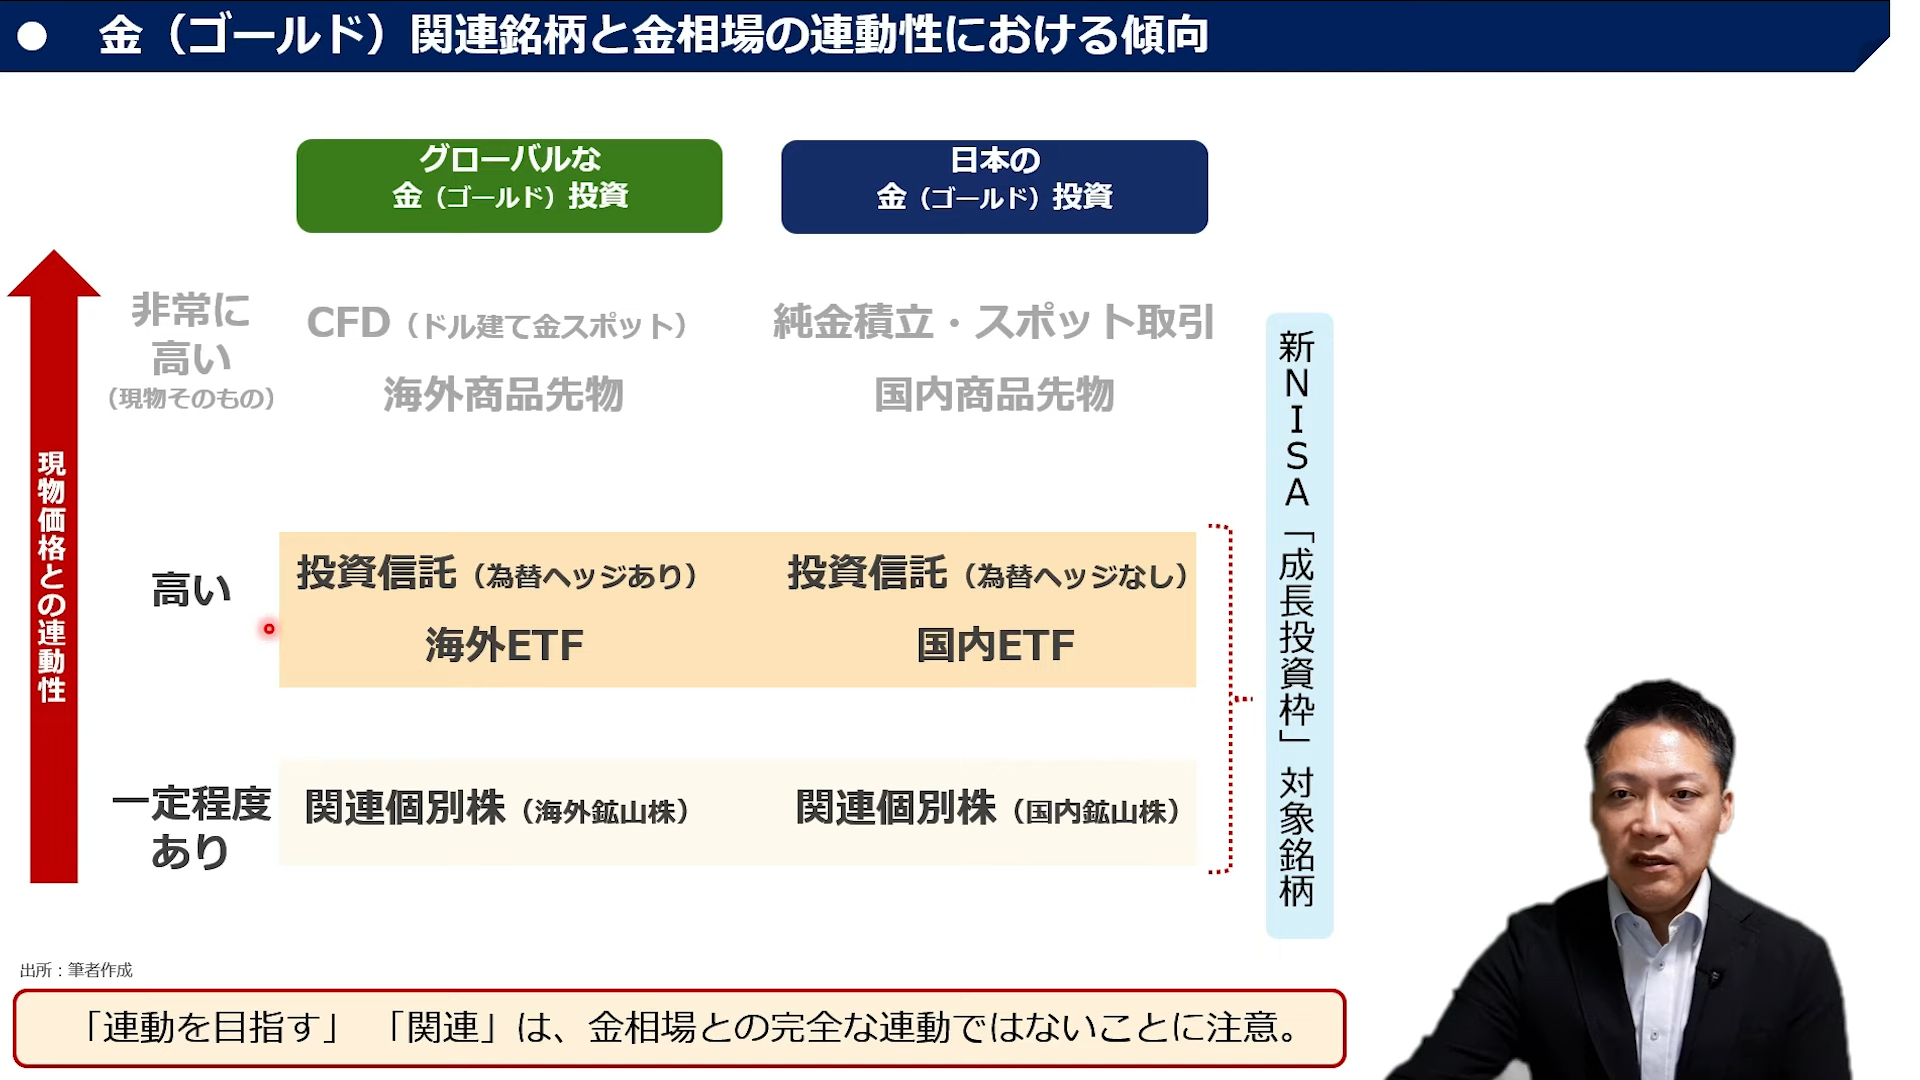 金（ゴールド）関連銘柄と金相場の連動性における傾向
グローバルな
金（ゴールド）投資
日本の
金（ゴールド）投資
現物価格との連動性
非常に
高い
（現物そのもの）
CFD（ドル建て金スポット）
海外商品先物
純金積立・スポット取引
国内商品先物
高い
投資信託（為替ヘッジあり）
海外ETF
投資信託（為替ヘッジなし）
国内ETF
一定程度
あり
関連個別株（海外鉱山株）
関連個別株（国内鉱山株）
新ＮＩＳＡ「成長投資枠」対象銘柄
出所：筆者作成
「連動を目指す」「関連」は、金相場との完全な連動ではないことに注意。